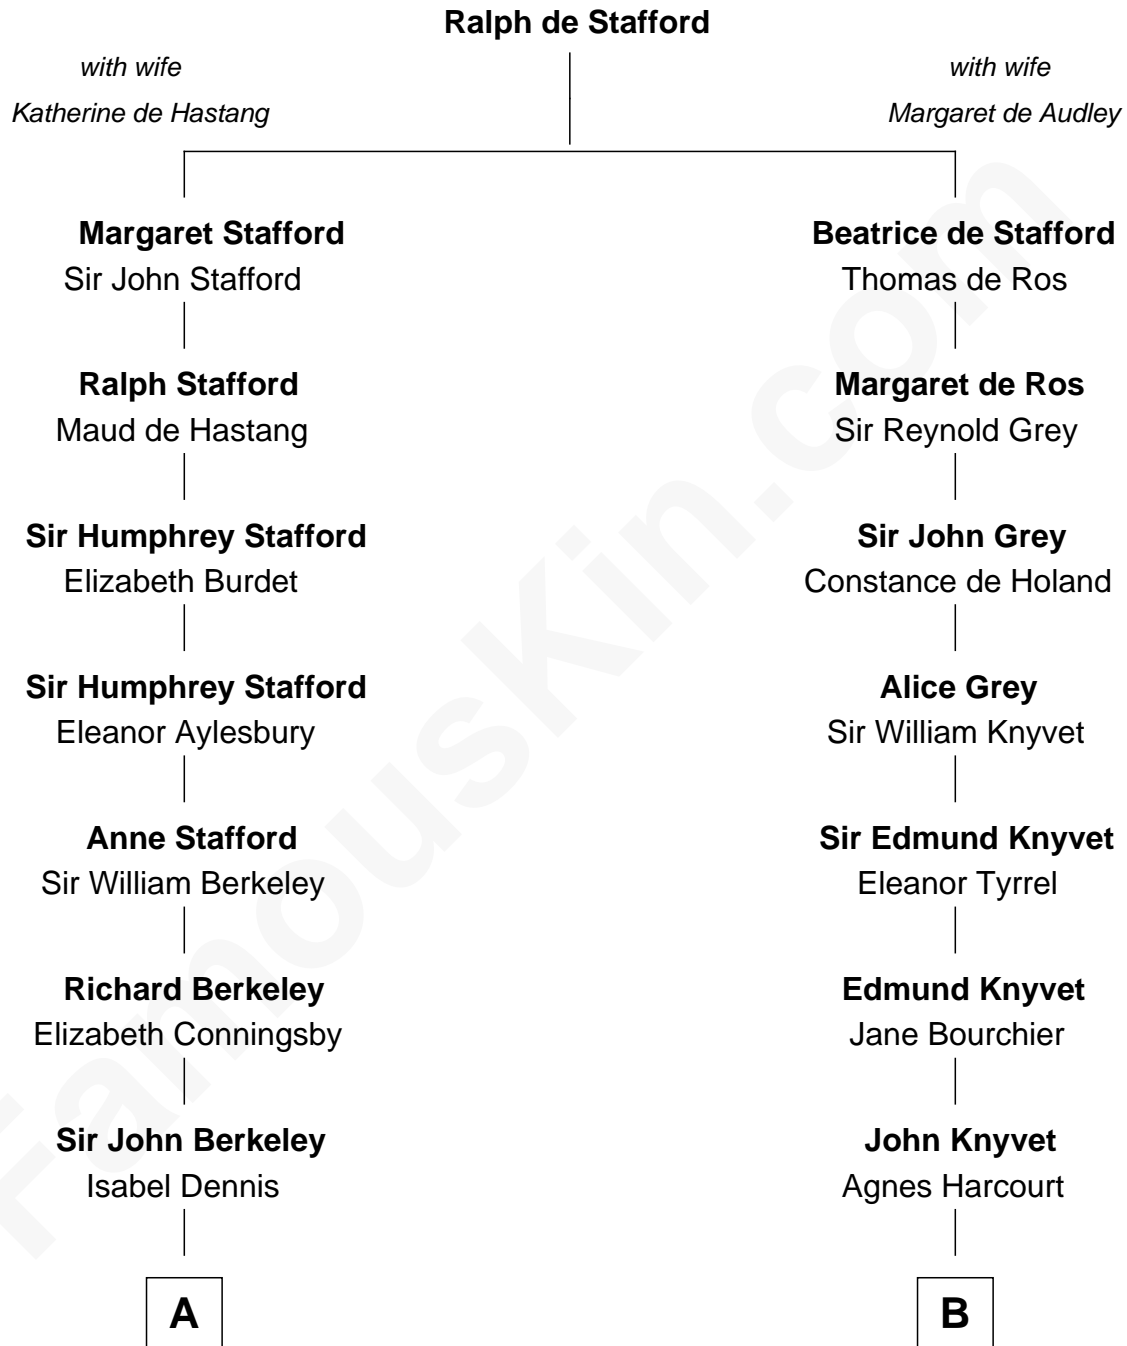 Ralph de Stafford
with wife
Katherine de Hastang
with wife
Margaret de Audley
Margaret Stafford
Sir John Stafford
Beatrice de Stafford
Thomas de Ros
Ralph Stafford
Maud de Hastang
Margaret de Ros
Sir Reynold Grey
Sir Humphrey Stafford
Elizabeth Burdet
Sir John Grey
Constance de Holand
Sir Humphrey Stafford
Eleanor Aylesbury
Alice Grey
Sir William Knyvet
Anne Stafford
Sir William Berkeley
Sir Edmund Knyvet
Eleanor Tyrrel
Richard Berkeley
Elizabeth Conningsby
Edmund Knyvet
Jane Bourchier
Sir John Berkeley
Isabel Dennis
John Knyvet
Agnes Harcourt
A
B
FamousKin.com